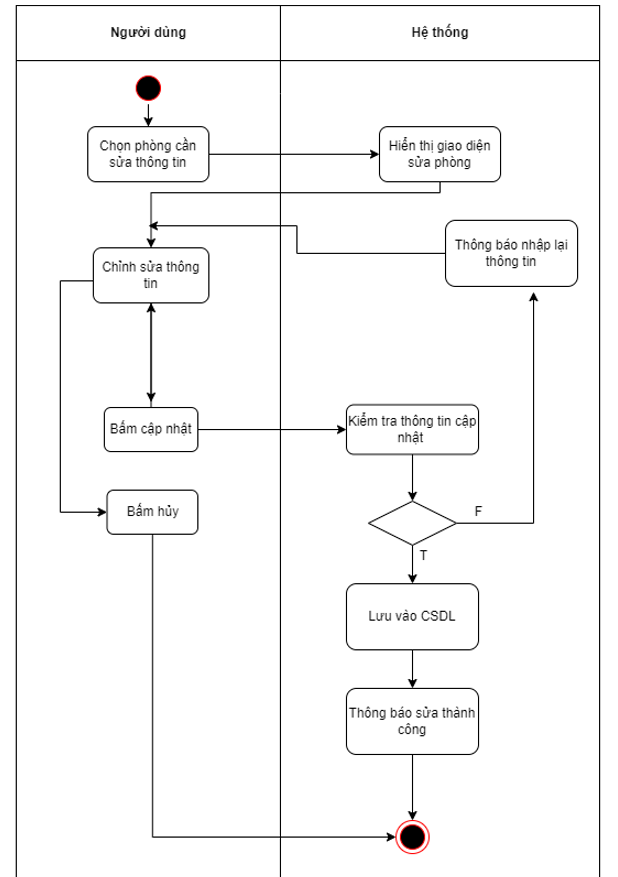 Người dùng
Hệ thống
Chọn phòng cần
sửa thông tin
Hiển thị giao diện
sửa phòng
Thông báo nhập lại
thông tin
Chỉnh sửa thông
tin
Bấm cập nhật
Kiểm tra thông tin cập
nhật
Bấm hủy
F
T
Lưu vào CSDL
Thông báo sửa thành
công